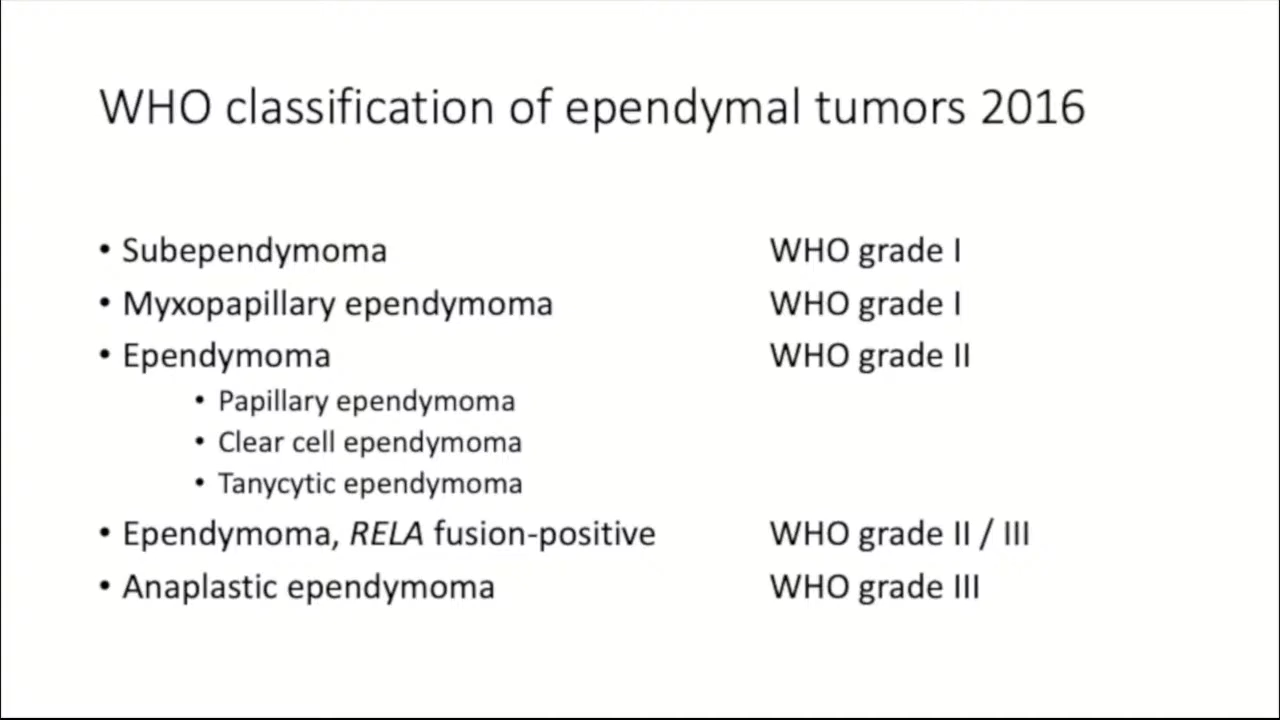 WHO classification of ependymal tumors 2016
• Subependymoma WHO grade I
• Myxopapillary ependymoma WHO grade I
• Ependymoma WHO grade II
• Papillary ependymoma
• Clear cell ependymoma
• Tanycytic ependymoma
• Ependymoma, RELA fusion-positive WHO grade II / III
• Anaplastic ependymoma WHO grade III